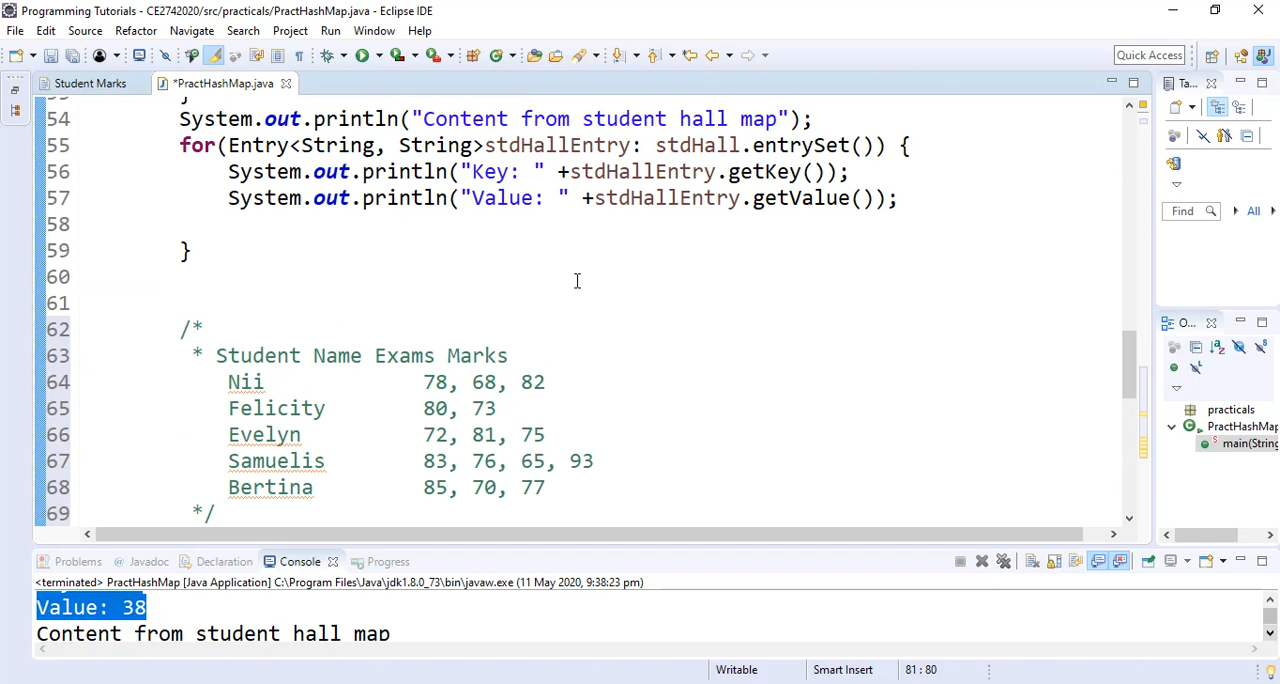 Programming Tutorials - CE2742020/src/practicals/PractHashMap.java - Eclipse IDE
File Edit Source Refactor Navigate Search Project Run Window Help
Quick Access
Student Marks *PractHashMap.java Ta...
54 System.out.println("Content from student hall map");
55 for(Entry<String, String>stdHallEntry: stdHall.entrySet()) {
56 System.out.println("Key: " +stdHallEntry.getKey());
57 System.out.println("Value: " +stdHallEntry.getValue());
58
59 }
60
61
62 /*
63 * Student Name Exams Marks
64 Nii 78, 68, 82
65 Felicity 80, 73
66 Evelyn 72, 81, 75
67 Samuelis 83, 76, 65, 93
68 Bertina 85, 70, 77
69 */
Find All
O...
practicals
PractHashMap
main(String
Problems Javadoc Declaration Console Progress
<terminated> PractHashMap [Java Application] C:\Program Files\Java\jdk1.8.0_73\bin\javaw.exe (11 May 2020, 9:38:23 pm)
Value: 38
Content from student hall map
Writable Smart Insert 81 : 80